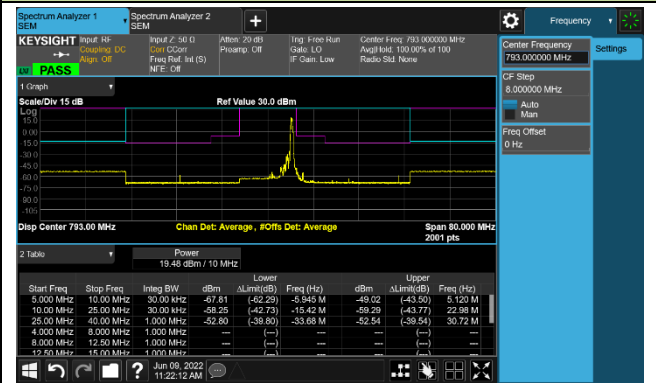 Spectrum Analyzer 1
SEM
Spectrum Analyzer 2
SEM
Frequency
KEYSIGHT
Input: RF
Coupling: DC
Align: Off
Input Z: 50 Ω
Corr CCorr
Freq Ref: Int (S)
NFE: Off
Atten: 20 dB
Preamp: Off
Trig: Free Run
Gate: LO
IF Gain: Low
Center Freq: 793.000000 MHz
Avg|Hold: 100.00% of 100
Radio Std: None
PASS
Center Frequency
793.000000 MHz
Settings
CF Step
8.000000 MHz
Auto
Man
Freq Offset
0 Hz
1 Graph
Scale/Div 15 dB
Ref Value 30.0 dBm
Log
15.0
0.00
-15.0
-30.0
-45.0
-60.0
-75.0
-90.0
-105
Disp Center 793.00 MHz
Chan Det: Average , #Offs Det: Average
Span 80.000 MHz
2001 pts
2 Table
Power
19.48 dBm / 10 MHz
Lower Upper
Start Freq Stop Freq Integ BW dBm ΔLimit(dB) Freq (Hz) dBm ΔLimit(dB) Freq (Hz)
5.000 MHz 10.00 MHz 30.00 kHz -67.81 (-62.29) -5.945 M -49.02 (-43.50) 5.120 M
10.00 MHz 25.00 MHz 30.00 kHz -58.25 (-42.73) -15.42 M -59.29 (-43.77) 22.98 M
25.00 MHz 40.00 MHz 1.000 MHz -52.80 (-39.80) -33.68 M -52.54 (-39.54) 30.72 M
4.000 MHz 8.000 MHz 1.000 MHz --- (---) --- (---)
8.000 MHz 12.50 MHz 1.000 MHz --- (---) --- (---)
12.50 MHz 15.00 MHz 1.000 MHz --- (---) --- (---)
Jun 09, 2022
11:22:12 AM